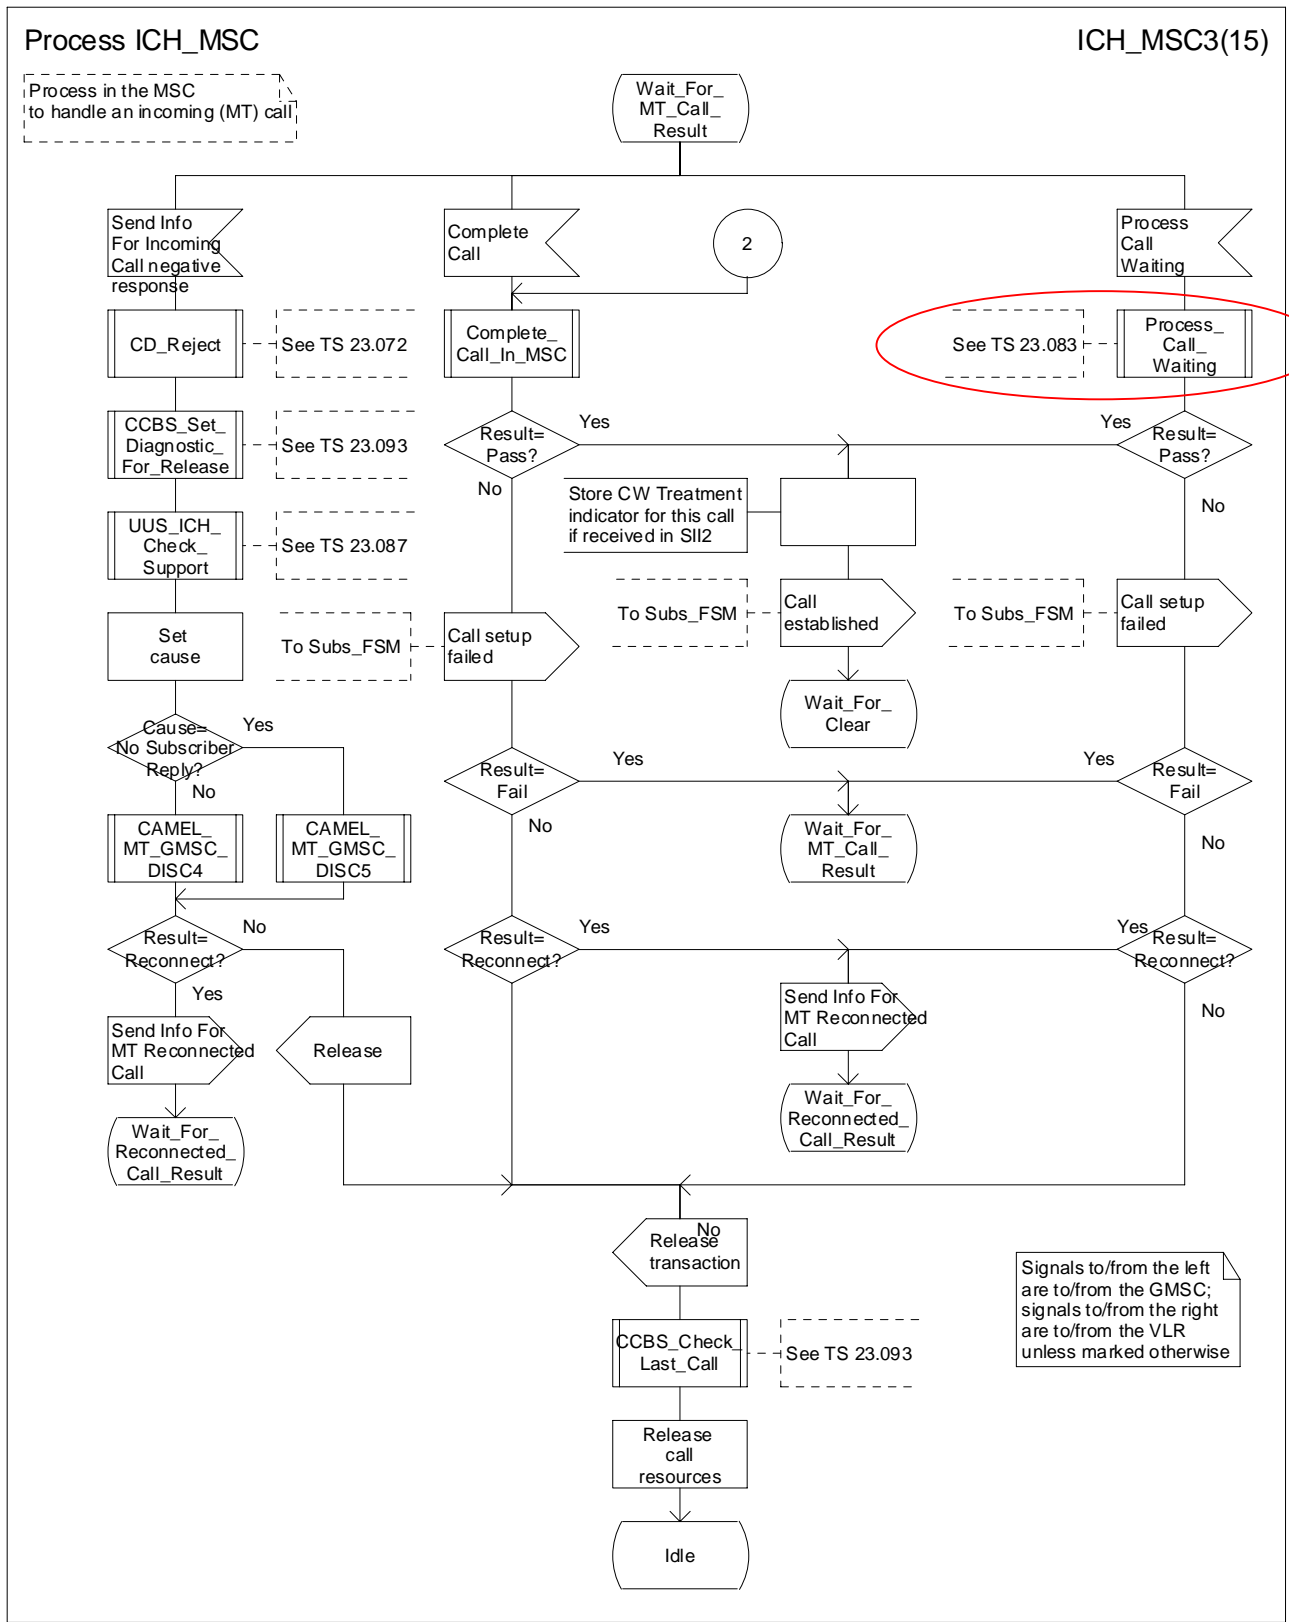 Process ICH_MSC
ICH_MSC3(15)
Process in the MSC
to handle an incoming (MT) call
Wait_For_
MT_Call_
Result
Send Info
For Incoming
Call negative
response
Complete
Call
2
Process
Call
Waiting
CD_Reject
See TS 23.072
Complete_
Call_In_MSC
See TS 23.083
Process_
Call_
Waiting
CCBS_Set_
Diagnostic_
For_Release
See TS 23.093
Result=
Pass?
Yes
No
Yes
Result=
Pass?
No
UUS_ICH_
Check_
Support
See TS 23.087
Store CW Treatment
indicator for this call
if received in SII2
Set
cause
To Subs_FSM
Call setup
failed
To Subs_FSM
Call
established
To Subs_FSM
Call setup
failed
Wait_For_
Clear
Cause=
No Subscriber
Reply?
Yes
No
Result=
Fail
Yes
No
Yes
Result=
Fail
No
CAMEL_
MT_GMSC_
DISC4
CAMEL_
MT_GMSC_
DISC5
Wait_For_
MT_Call_
Result
Result=
Reconnect?
No
Yes
Result=
Reconnect?
Yes
Yes
Result=
Reconnect?
No
Send Info For
MT Reconnected
Call
Release
Send Info For
MT Reconnected
Call
Wait_For_
Reconnected_
Call_Result
Wait_For_
Reconnected_
Call_Result
No
Release
transaction
CCBS_Check_
Last_Call
See TS 23.093
Signals to/from the left
are to/from the GMSC;
signals to/from the right
are to/from the VLR
unless marked otherwise
Release
call
resources
Idle